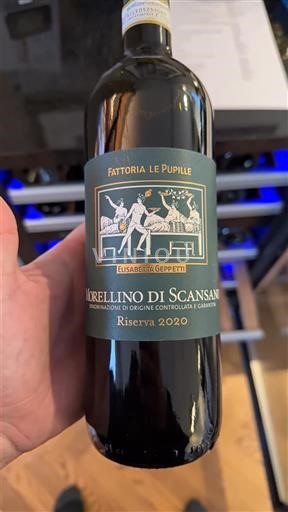 FATTORIA LE PUPILLE
ELISABETTA GEPPETTI
MORELLINO DI SCANSANO
DENOMINAZIONE DI ORIGINE CONTROLLATA E GARANTITA
Riserva 2020